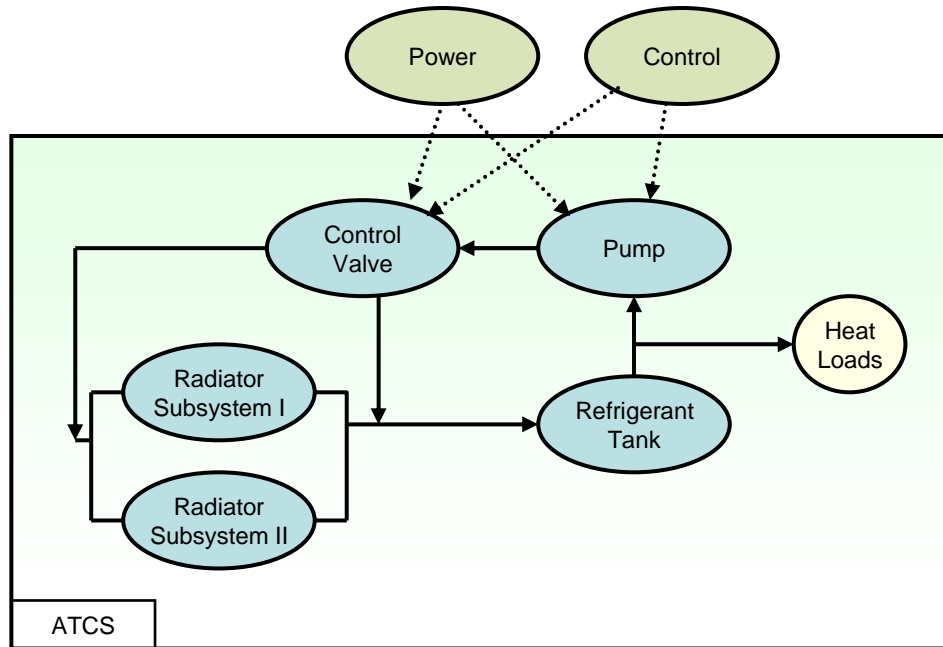 Power
Control
Control
Valve
Pump
Heat
Loads
Radiator
Subsystem I
Refrigerant
Tank
Radiator
Subsystem II
ATCS